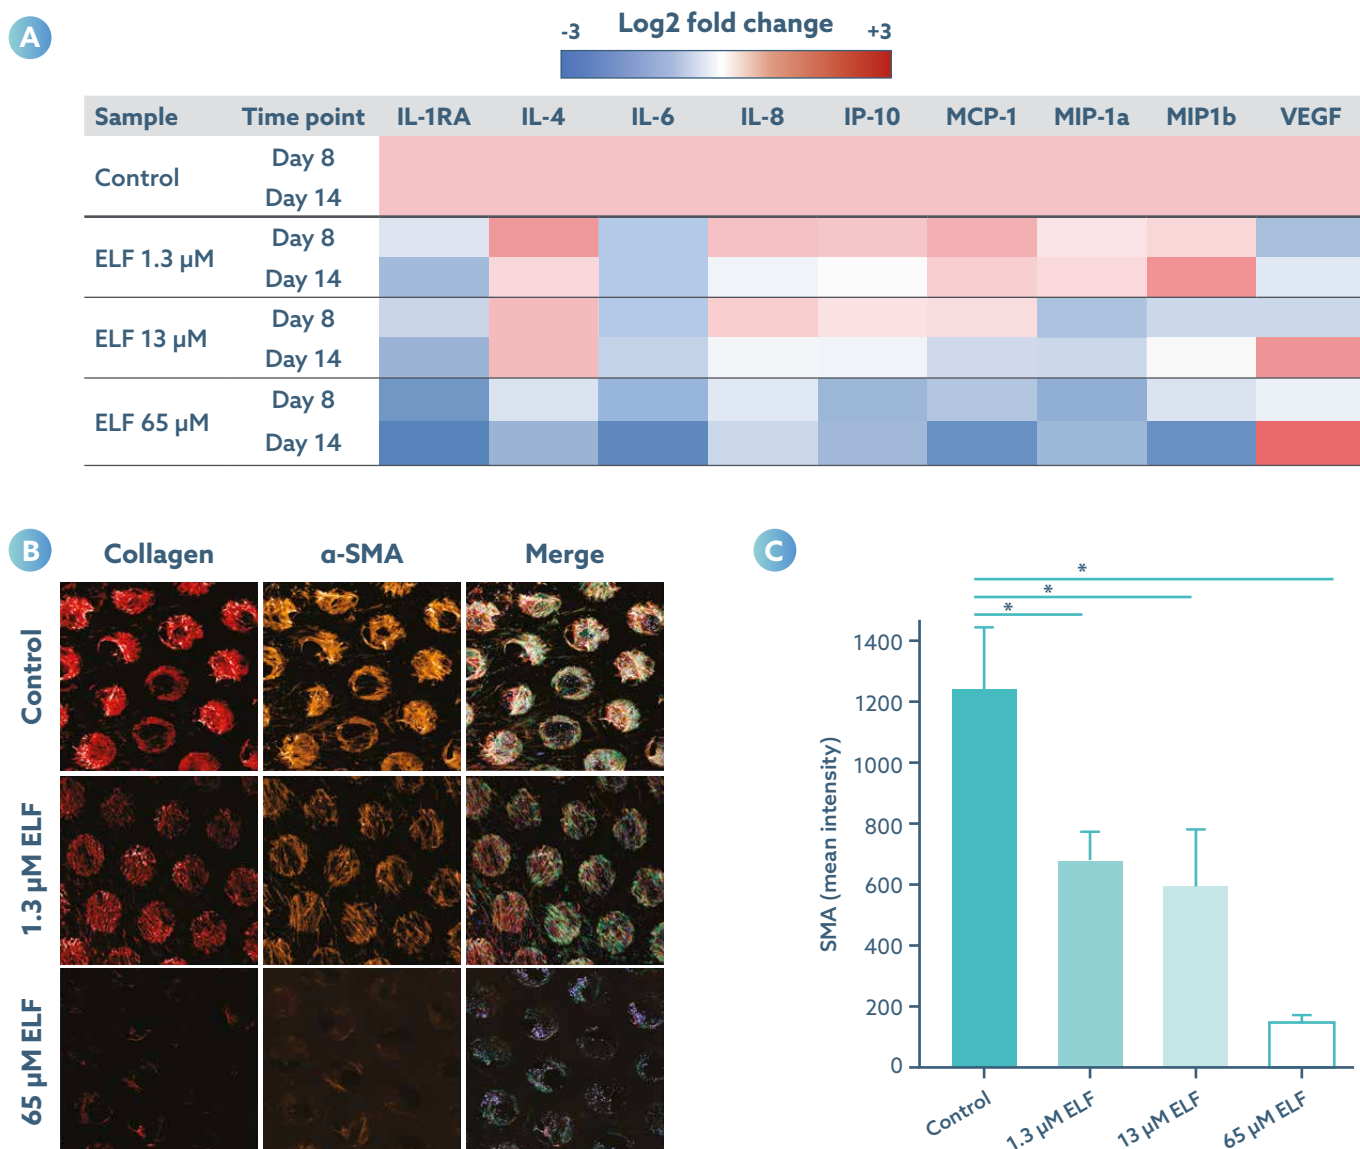 A
Log2 fold change
-3 +3
Sample Time point IL-1RA IL-4 IL-6 IL-8 IP-10 MCP-1 MIP-1a MIP1b VEGF
Control
Day 8
Day 14
ELF 1.3 µM
Day 8
Day 14
ELF 13 µM
Day 8
Day 14
ELF 65 µM
Day 8
Day 14
B
Collagen α-SMA Merge
Control
1.3 µM ELF
65 µM ELF
C
*
*
*
SMA (mean intensity)
1400
1200
1000
800
600
400
200
0
Control 1.3 µM ELF 13 µM ELF 65 µM ELF